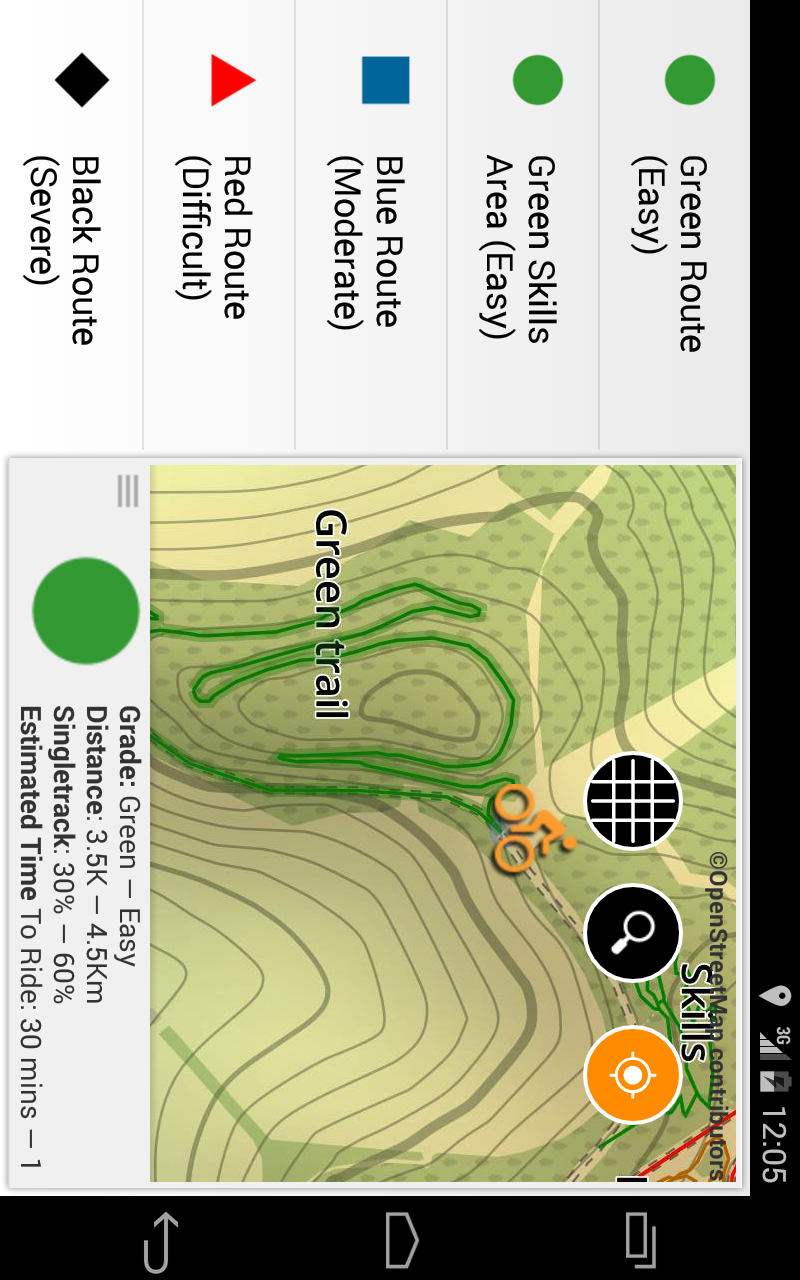 3G 12:05
Green Route
(Easy)
Green Skills
Area (Easy)
Blue Route
(Moderate)
Red Route
(Difficult)
Black Route
(Severe)
©OpenStreetMap contributors
Skills
Green trail
Grade: Green — Easy
Distance: 3.5K — 4.5Km
Singletrack: 30% — 60%
Estimated Time To Ride: 30 mins — 1